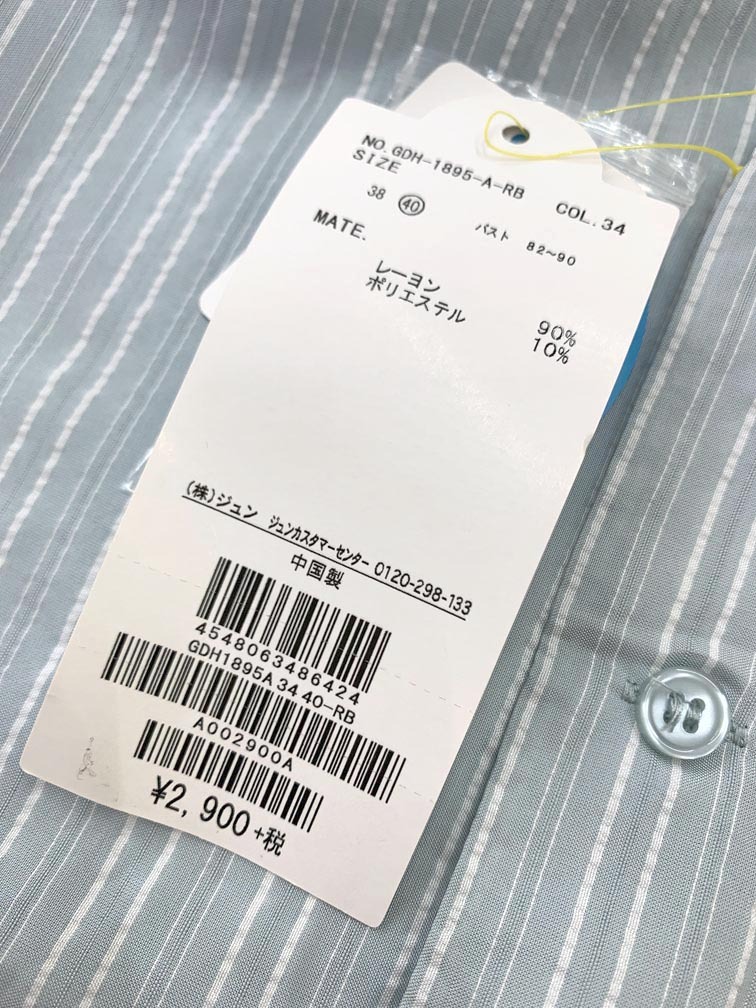 NO. GDH-1895-A-RB COL. 34
SIZE
38 ㊵ バスト 82〜90
MATE.
レーヨン 90%
ポリエステル 10%
(株)ジュン ジュンカスタマーセンター 0120-298-133
中国製
4548063486424
GDH1895A3440-RB
A002900A
¥2,900+税